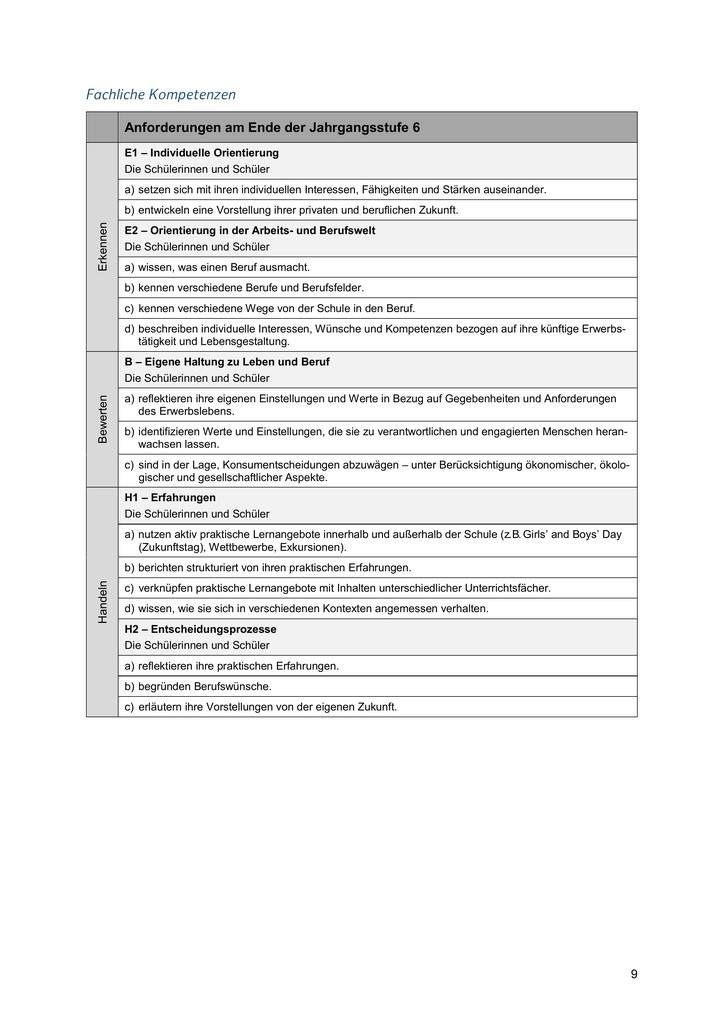 Fachliche Kompetenzen
Anforderungen am Ende der Jahrgangsstufe 6
Erkennen
E1 – Individuelle Orientierung
Die Schülerinnen und Schüler
a) setzen sich mit ihren individuellen Interessen, Fähigkeiten und Stärken auseinander.
b) entwickeln eine Vorstellung ihrer privaten und beruflichen Zukunft.
E2 – Orientierung in der Arbeits- und Berufswelt
Die Schülerinnen und Schüler
a) wissen, was einen Beruf ausmacht.
b) kennen verschiedene Berufe und Berufsfelder.
c) kennen verschiedene Wege von der Schule in den Beruf.
d) beschreiben individuelle Interessen, Wünsche und Kompetenzen bezogen auf ihre künftige Erwerbs-
tätigkeit und Lebensgestaltung.
Bewerten
B – Eigene Haltung zu Leben und Beruf
Die Schülerinnen und Schüler
a) reflektieren ihre eigenen Einstellungen und Werte in Bezug auf Gegebenheiten und Anforderungen
des Erwerbslebens.
b) identifizieren Werte und Einstellungen, die sie zu verantwortlichen und engagierten Menschen heran-
wachsen lassen.
c) sind in der Lage, Konsumentscheidungen abzuwägen – unter Berücksichtigung ökonomischer, ökolo-
gischer und gesellschaftlicher Aspekte.
Handeln
H1 – Erfahrungen
Die Schülerinnen und Schüler
a) nutzen aktiv praktische Lernangebote innerhalb und außerhalb der Schule (z.B. Girls’ and Boys’ Day
(Zukunftstag), Wettbewerbe, Exkursionen).
b) berichten strukturiert von ihren praktischen Erfahrungen.
c) verknüpfen praktische Lernangebote mit Inhalten unterschiedlicher Unterrichtsfächer.
d) wissen, wie sie sich in verschiedenen Kontexten angemessen verhalten.
H2 – Entscheidungsprozesse
Die Schülerinnen und Schüler
a) reflektieren ihre praktischen Erfahrungen.
b) begründen Berufswünsche.
c) erläutern ihre Vorstellungen von der eigenen Zukunft.
9